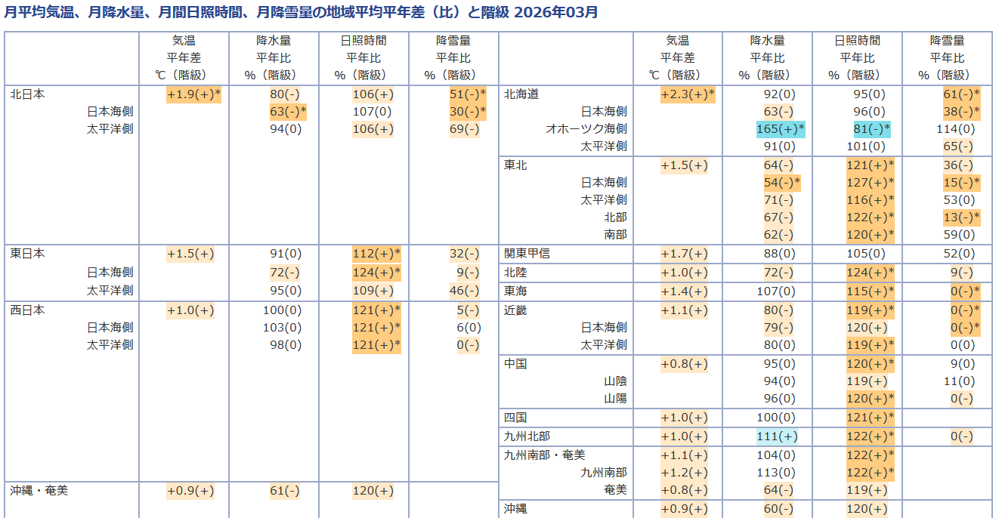 月平均気温、月降水量、月間日照時間、月降雪量の地域平均平年差（比）と階級 2026年03月
気温 降水量 日照時間 降雪量 気温 降水量 日照時間 降雪量
平年差 平年比 平年比 平年比 平年差 平年比 平年比 平年比
℃（階級） %（階級） %（階級） %（階級） ℃（階級） %（階級） %（階級） %（階級）
北日本 +1.9(+)* 80(-) 106(+) 51(-)* 北海道 +2.3(+)* 92(0) 95(0) 61(-)*
日本海側 63(-)* 107(0) 30(-)* 日本海側 63(-) 96(0) 38(-)*
太平洋側 94(0) 106(+) 69(-) オホーツク海側 165(+)* 81(-)* 114(0)
太平洋側 91(0) 101(0) 65(-)
東北 +1.5(+) 64(-) 121(+)* 36(-)
日本海側 54(-)* 127(+)* 15(-)*
太平洋側 71(-) 116(+)* 53(0)
北部 67(-) 122(+)* 13(-)*
南部 62(-) 120(+)* 59(0)
東日本 +1.5(+) 91(0) 112(+)* 32(-) 関東甲信 +1.7(+) 88(0) 105(0) 52(0)
日本海側 72(-) 124(+)* 9(-) 北陸 +1.0(+) 72(-) 124(+)* 9(-)
太平洋側 95(0) 109(+) 46(-) 東海 +1.4(+) 107(0) 115(+)* 0(-)*
西日本 +1.0(+) 100(0) 121(+)* 5(-) 近畿 +1.1(+) 80(-) 119(+)* 0(-)*
日本海側 103(0) 121(+)* 6(0) 日本海側 79(-) 120(+) 0(-)*
太平洋側 98(0) 121(+)* 0(-) 太平洋側 80(0) 119(+)* 0(0)
中国 +0.8(+) 95(0) 120(+)* 9(0)
山陰 94(0) 119(+) 11(0)
山陽 96(0) 120(+)* 0(-)
四国 +1.0(+) 100(0) 121(+)*
九州北部 +1.0(+) 111(+) 122(+)* 0(-)
九州南部・奄美 +1.1(+) 104(0) 122(+)*
九州南部 +1.2(+) 113(0) 122(+)*
沖縄・奄美 +0.9(+) 61(-) 120(+) 奄美 +0.8(+) 64(-) 119(+)
沖縄 +0.9(+) 60(-) 120(+)